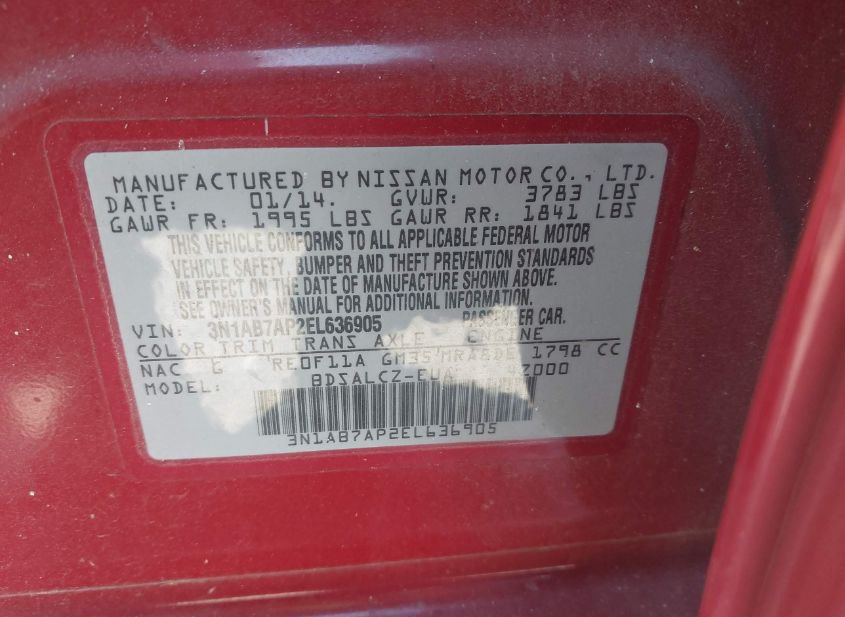 MANUFACTURED BY NISSAN MOTOR CO., LTD.
DATE: 01/14. GVWR: 3783 LBS
GAWR FR: 1995 LBS GAWR RR: 1841 LBS
THIS VEHICLE CONFORMS TO ALL APPLICABLE FEDERAL MOTOR
VEHICLE SAFETY, BUMPER AND THEFT PREVENTION STANDARDS
IN EFFECT ON THE DATE OF MANUFACTURE SHOWN ABOVE.
SEE OWNER'S MANUAL FOR ADDITIONAL INFORMATION.
VIN: 3N1AB7AP2EL636905 PASSENGER CAR.
COLOR TRIM TRANS AXLE ENGINE
NAC G RE0F11A GM35 MRA8DE 1798 CC
MODEL: BDSALCZ-EUA 4Z000
3N1AB7AP2EL636905